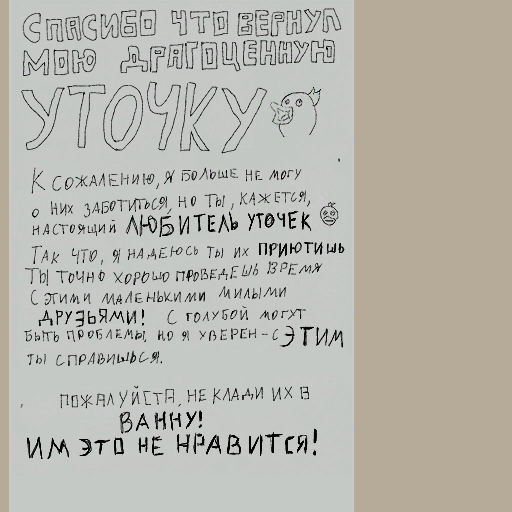 СПАСИБО ЧТО ВЕРНУЛ
МОЮ ДРАГОЦЕННУЮ
УТОЧКУ
К СОЖАЛЕНИЮ, Я БОЛЬШЕ НЕ МОГУ
О НИХ ЗАБОТИТЬСЯ, НО ТЫ, КАЖЕТСЯ,
НАСТОЯЩИЙ ЛЮБИТЕЛЬ УТОЧЕК
ТАК ЧТО, Я НАДЕЮСЬ ТЫ ИХ ПРИЮТИШЬ
ТЫ ТОЧНО ХОРОШО ПРОВЕДЕШЬ ВРЕМЯ
С ЭТИМИ МАЛЕНЬКИМИ МИЛЫМИ
ДРУЗЬЯМИ! С ГОЛУБОЙ МОГУТ
БЫТЬ ПРОБЛЕМЫ, НО Я УВЕРЕН - С ЭТИМ
ТЫ СПРАВИШЬСЯ.
ПОЖАЛУЙСТА, НЕ КЛАДИ ИХ В
ВАННУ!
ИМ ЭТО НЕ НРАВИТСЯ!